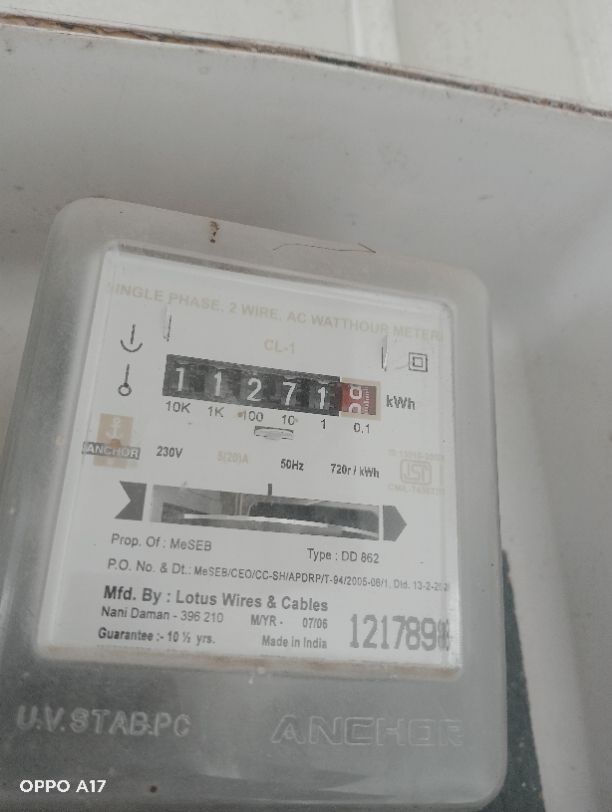 SINGLE PHASE, 2 WIRE, AC WATTHOUR METER
CL-1
1 1 2 7 1 kWh
10K 1K 100 10 1 0.1
ANCHOR
230V 5(20)A 50Hz 720r / kWh
Prop. Of : MeSEB Type : DD 862
P.O. No. & Dt.: MeSEB/CEO/CC-SH/APDRP/T-94/2005-06/1, Dtd. 13-2-
Mfd. By : Lotus Wires & Cables
Nani Daman - 396 210 M/YR - 07/06
Guarantee :- 10 ½ yrs. Made in India
121789
U.V.STAB.PC ANCHOR
OPPO A17